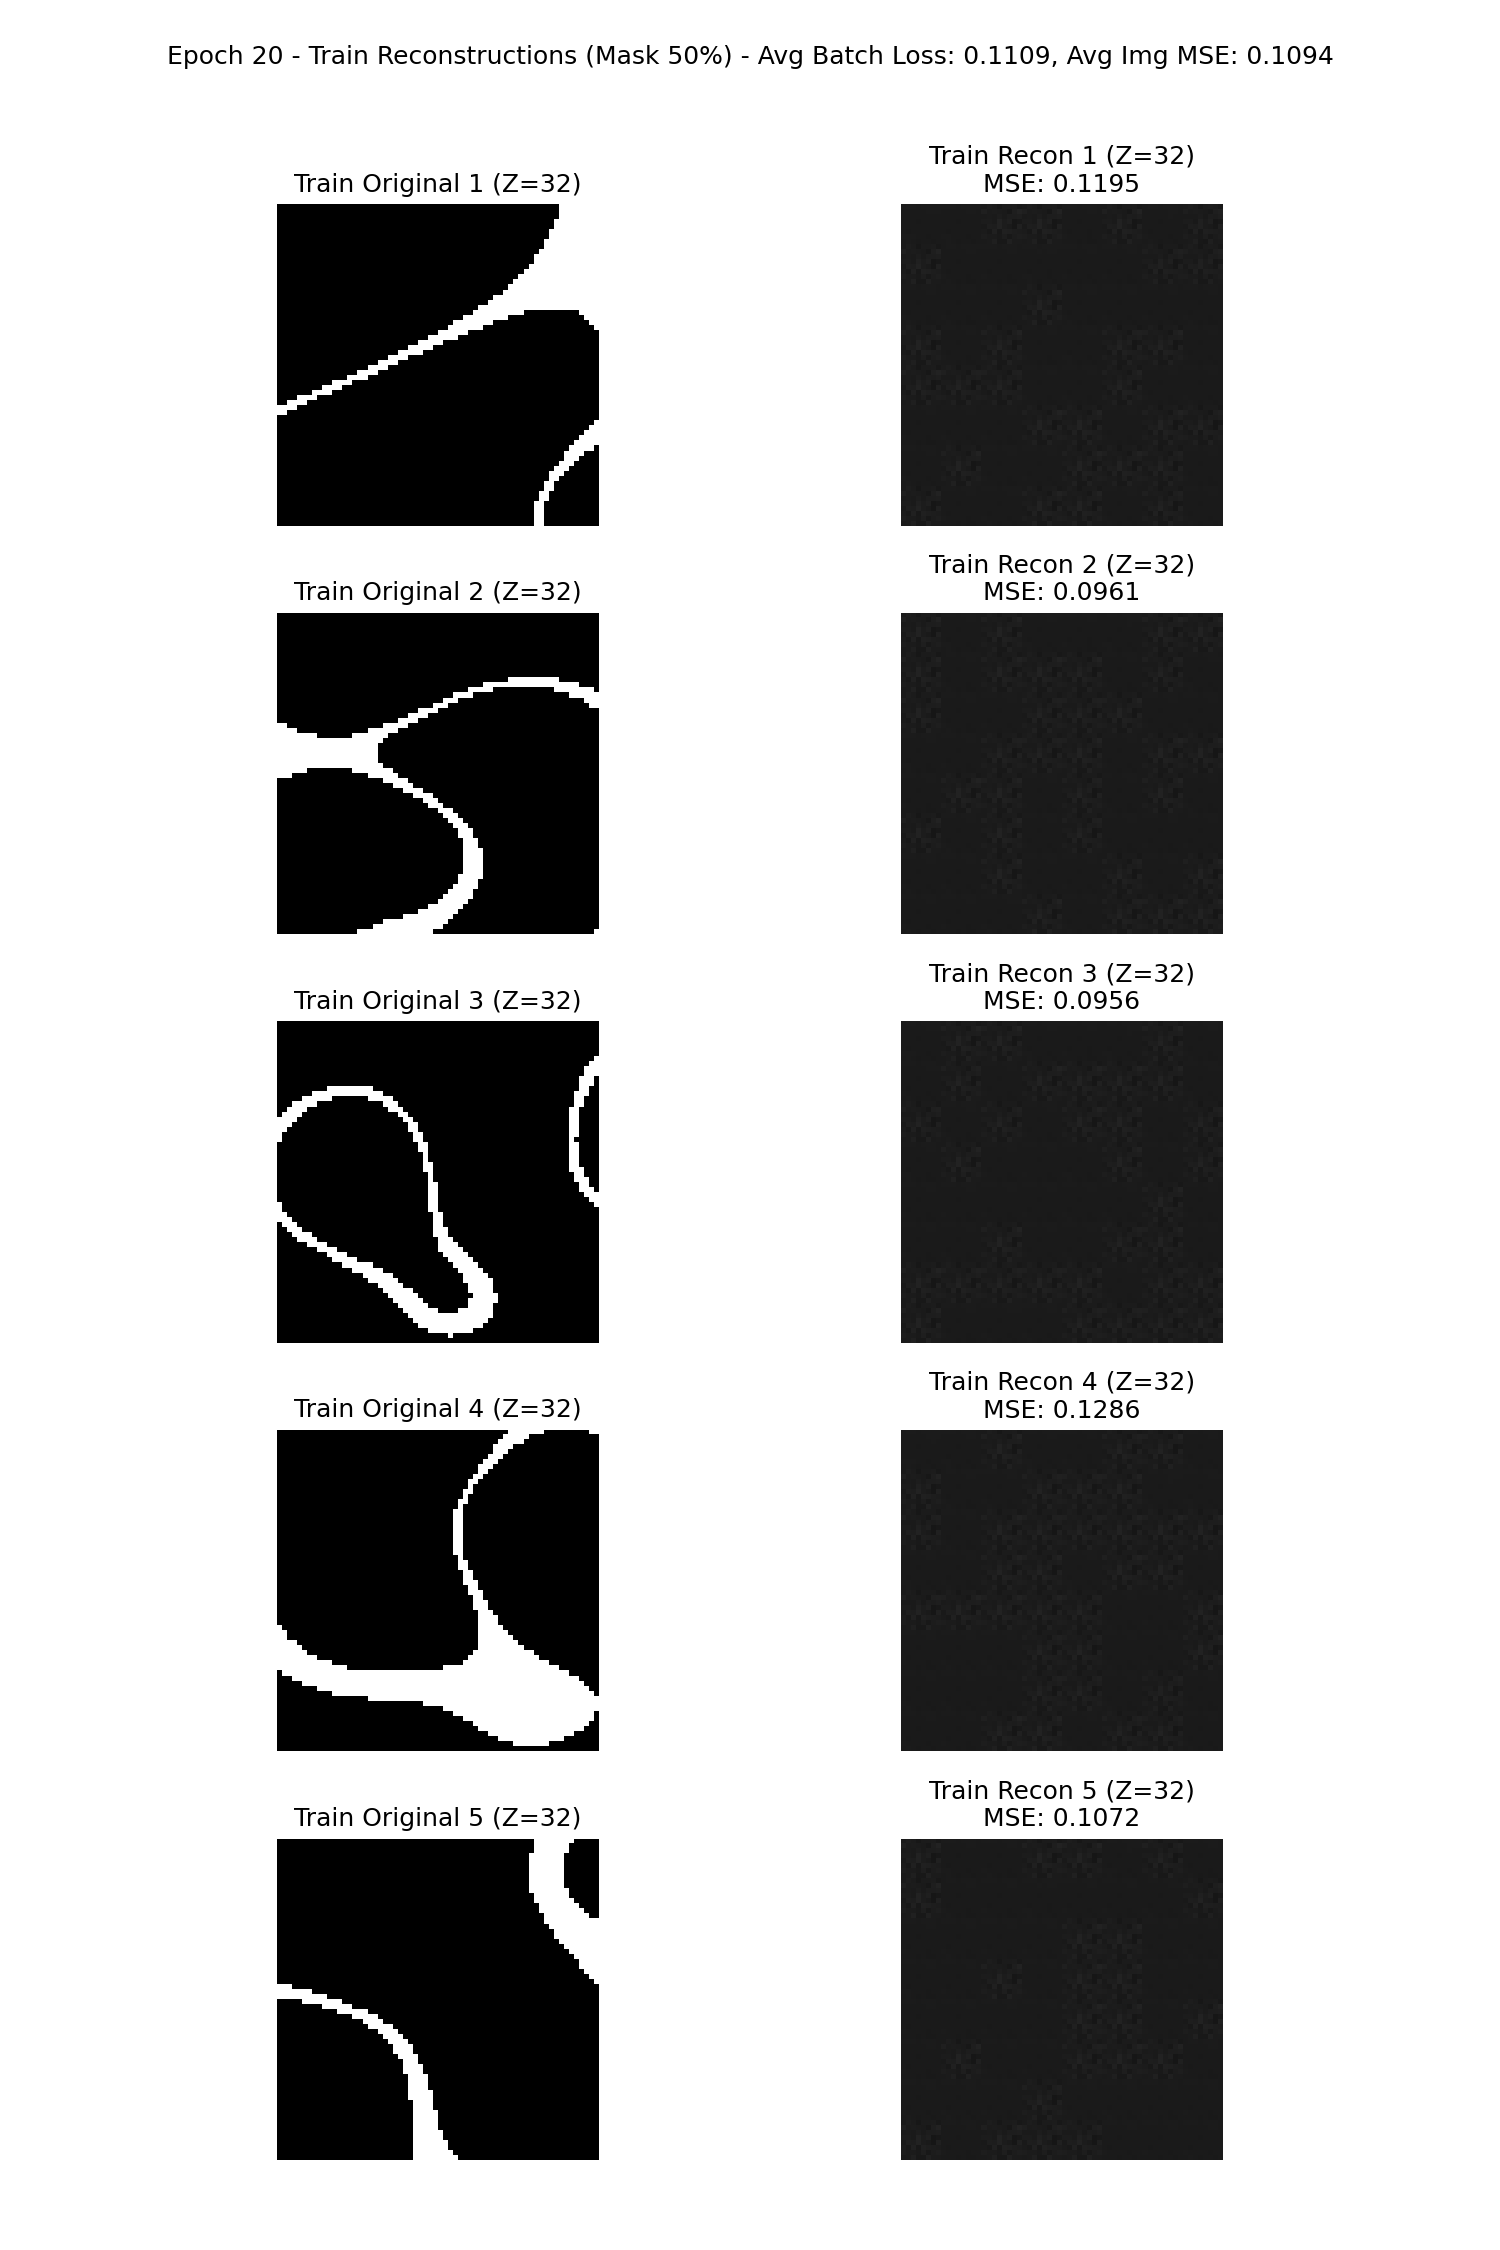 Epoch 20 - Train Reconstructions (Mask 50%) - Avg Batch Loss: 0.1109, Avg Img MSE: 0.1094
Train Original 1 (Z=32)
Train Recon 1 (Z=32)
MSE: 0.1195
Train Original 2 (Z=32)
Train Recon 2 (Z=32)
MSE: 0.0961
Train Original 3 (Z=32)
Train Recon 3 (Z=32)
MSE: 0.0956
Train Original 4 (Z=32)
Train Recon 4 (Z=32)
MSE: 0.1286
Train Original 5 (Z=32)
Train Recon 5 (Z=32)
MSE: 0.1072